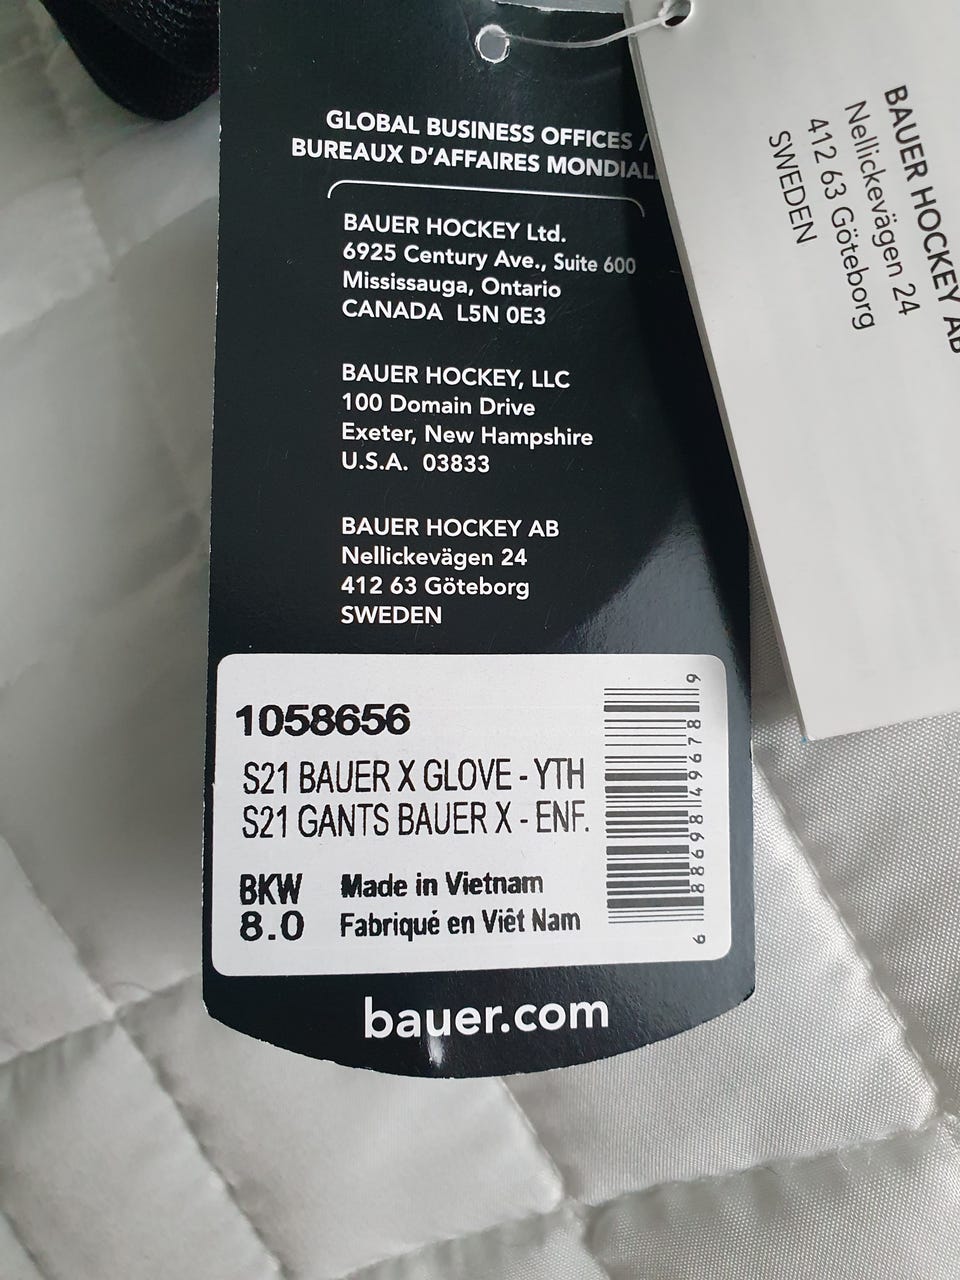 GLOBAL BUSINESS OFFICES /
BUREAUX D'AFFAIRES
BAUER HOCKEY Ltd.
6925 Century Ave., Suite 600
Mississauga, Ontario
CANADA L5N 0E3
BAUER HOCKEY, LLC
100 Domain Drive
Exeter, New Hampshire
U.S.A. 03833
BAUER HOCKEY AB
Nellickevägen 24
412 63 Göteborg
SWEDEN
1058656
S21 BAUER X GLOVE - YTH
S21 GANTS BAUER X - ENF.
BKW Made in Vietnam
8.0 Fabriqué en Viêt Nam
6 88698 49678 9
bauer.com
BAUER HOCKEY AB
Nellickevägen 24
412 63 Göteborg
SWEDEN